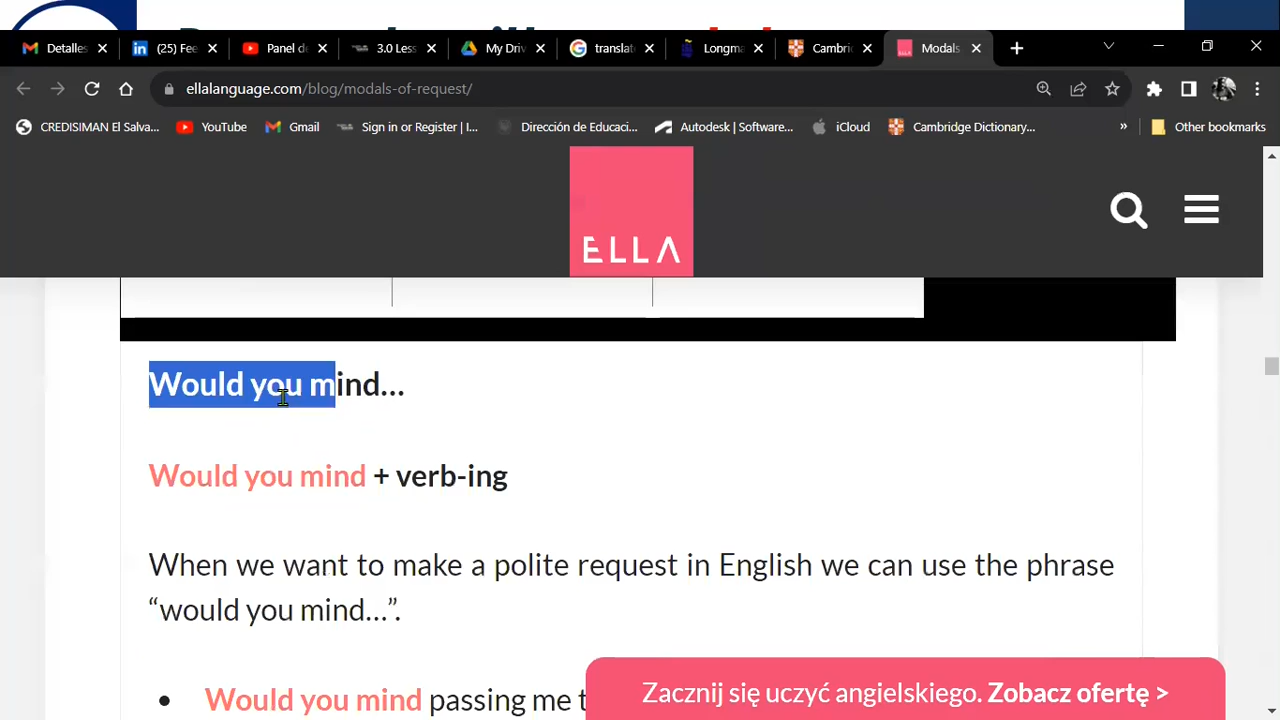 Detalles
(25) Fee
Panel de
3.0 Less
My Driv
translat
Longma
Cambri
Modals
ellalanguage.com/blog/modals-of-request/
CREDISIMAN El Salva...
YouTube
Gmail
Sign in or Register | I...
Dirección de Educaci...
Autodesk | Software...
iCloud
Cambridge Dictionary...
»
Other bookmarks
ELLA
Would you mind...
Would you mind + verb-ing
When we want to make a polite request in English we can use the phrase
“would you mind...”.
• Would you mind passing me t
Zacznij się uczyć angielskiego. Zobacz ofertę >